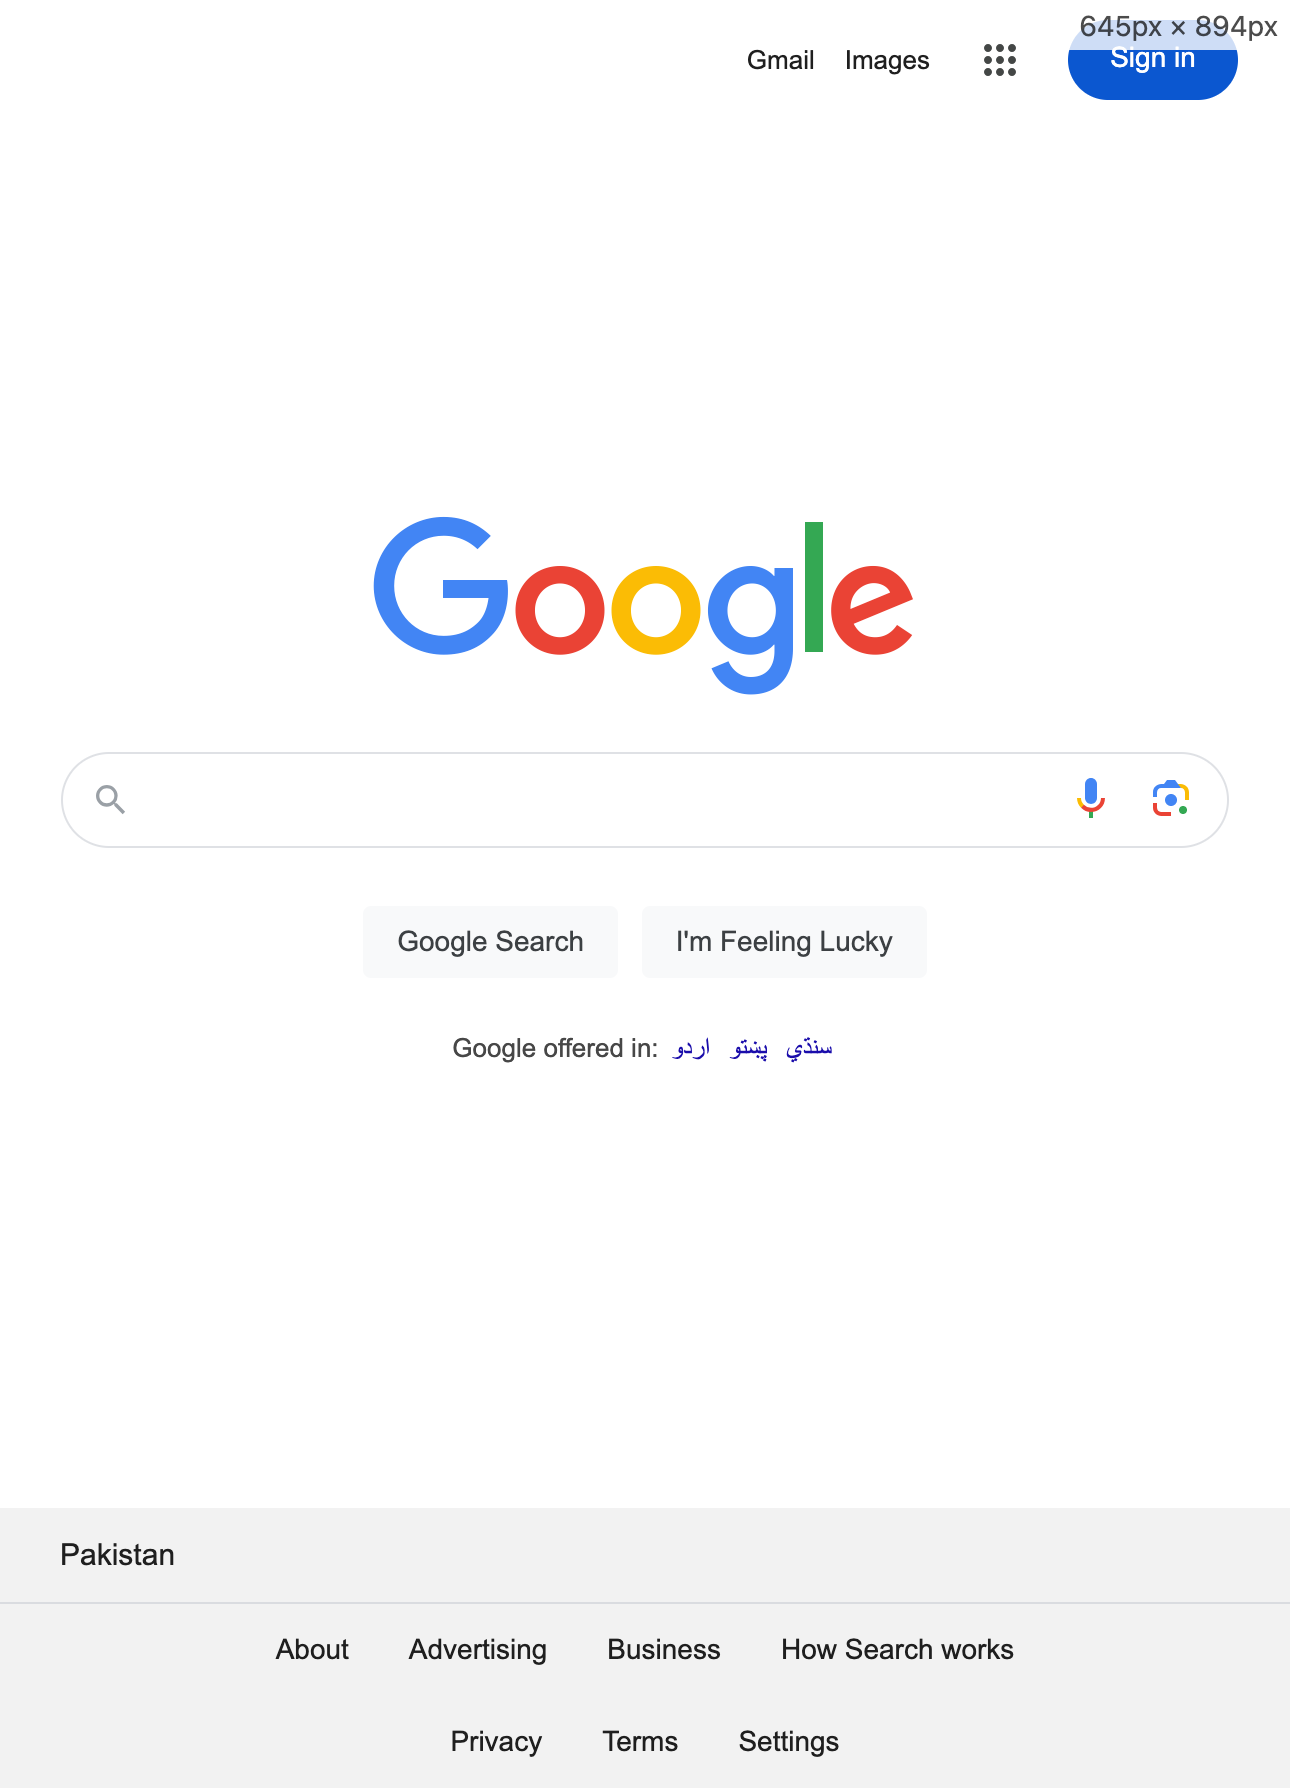 645px × 894px
Gmail Images Sign in
Google
Google Search I'm Feeling Lucky
Google offered in: اردو پښتو سنڌي
Pakistan
About Advertising Business How Search works
Privacy Terms Settings